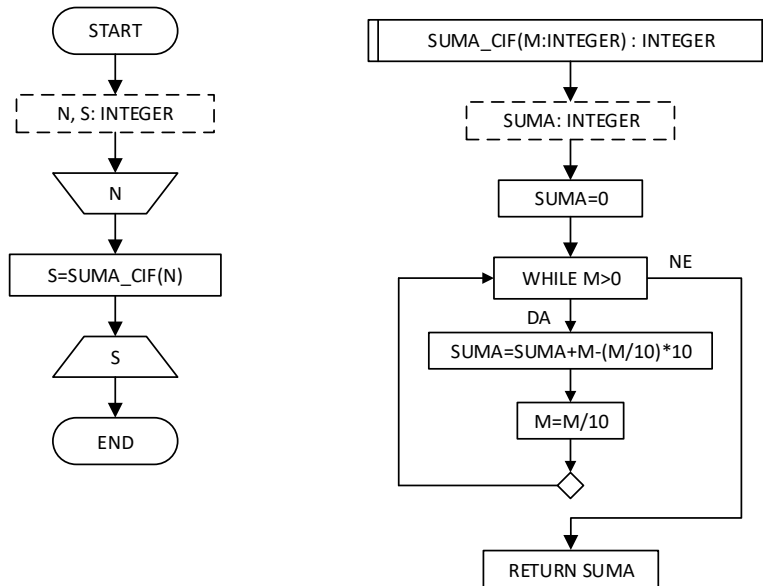 START
N, S: INTEGER
N
S=SUMA_CIF(N)
S
END
SUMA_CIF(M:INTEGER) : INTEGER
SUMA: INTEGER
SUMA=0
WHILE M>0
NE
DA
SUMA=SUMA+M-(M/10)*10
M=M/10
RETURN SUMA